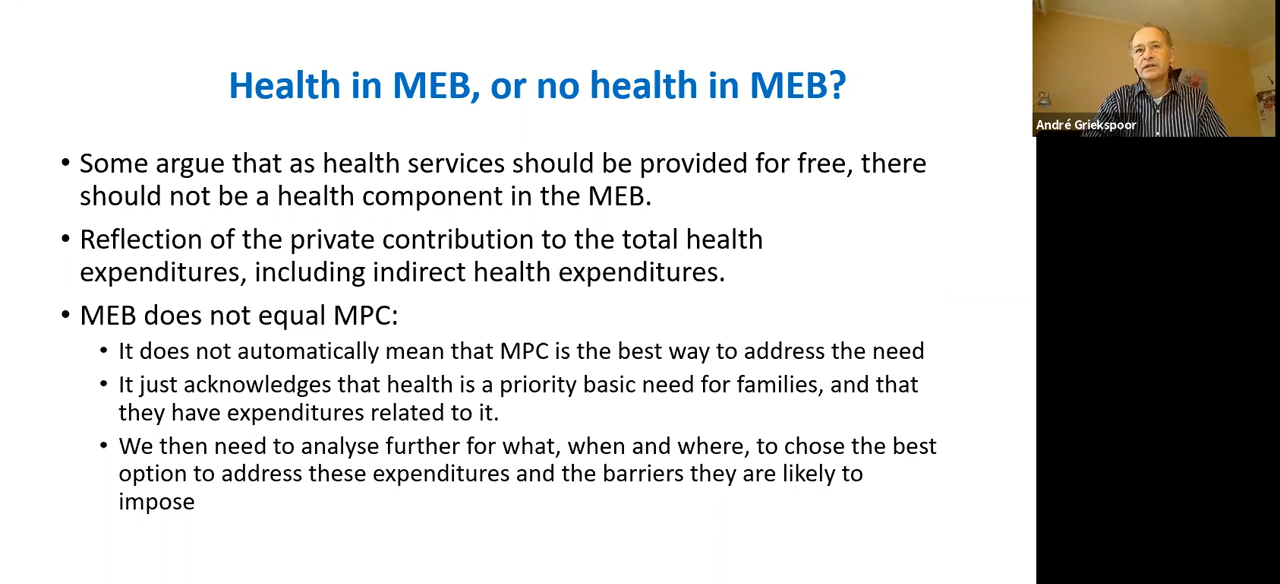 Health in MEB, or no health in MEB?
• Some argue that as health services should be provided for free, there
should not be a health component in the MEB.
• Reflection of the private contribution to the total health
expenditures, including indirect health expenditures.
• MEB does not equal MPC:
• It does not automatically mean that MPC is the best way to address the need
• It just acknowledges that health is a priority basic need for families, and that
they have expenditures related to it.
• We then need to analyse further for what, when and where, to chose the best
option to address these expenditures and the barriers they are likely to
impose
André Griekspoor